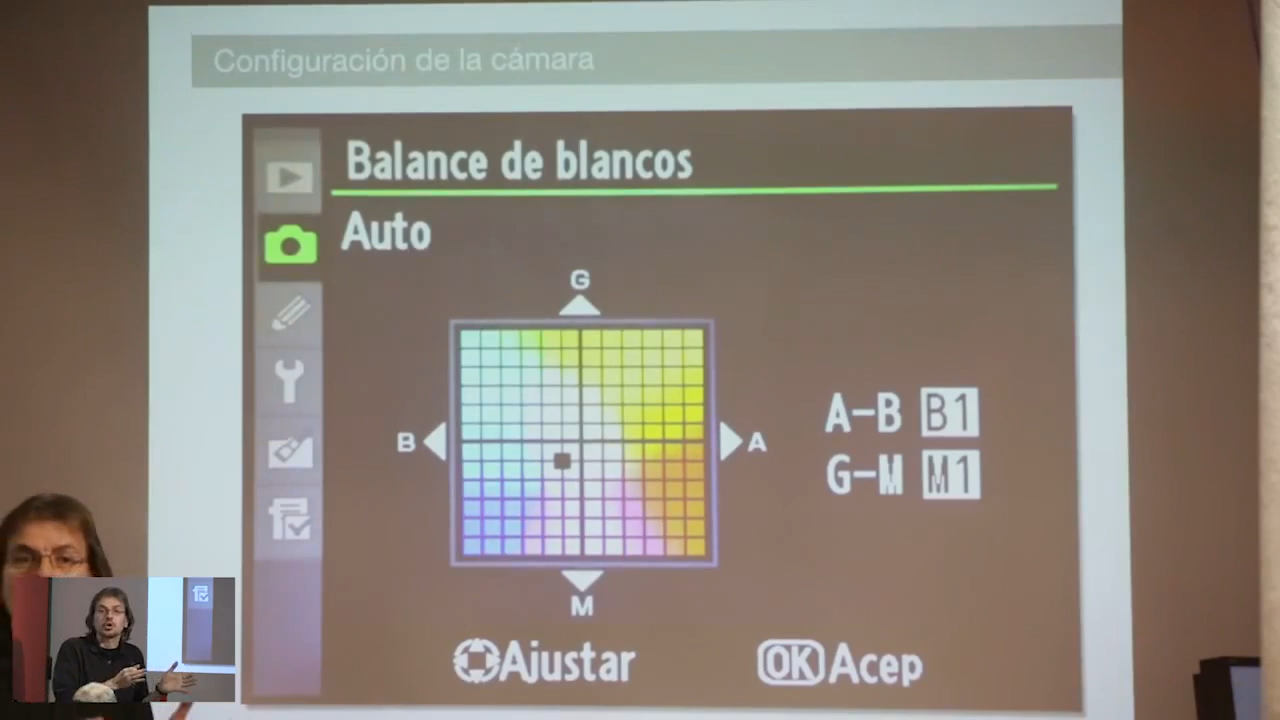 Configuración de la cámara
Balance de blancos
Auto
G
B
A
A-B B1
G-M M1
M
Ajustar
OK Acep